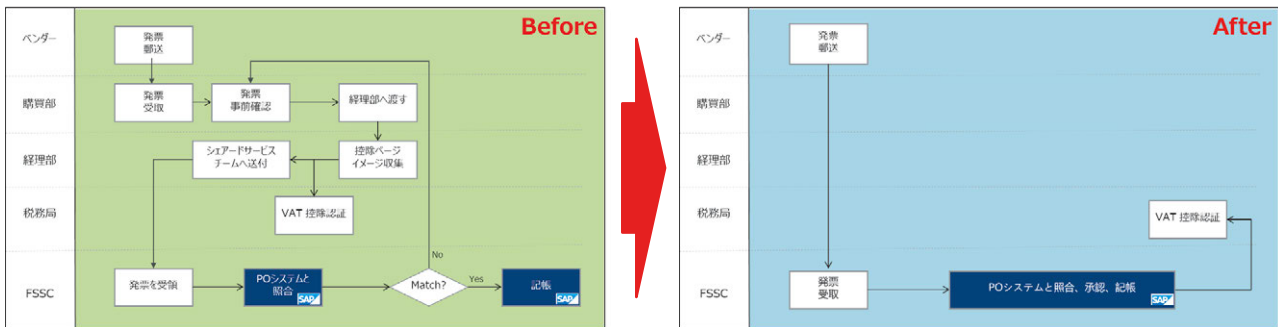 Before
ベンダー
発票
郵送
購買部
発票
受取
発票
事前確認
経理部へ渡す
経理部
シェアードサービス
チームへ送付
控除ページ
イメージ収集
税務局
VAT 控除認証
No
FSSC
発票を受領
POシステムと
照合
SAP
Match?
Yes
記帳
SAP
After
ベンダー
発票
郵送
購買部
経理部
税務局
VAT 控除認証
FSSC
発票
受取
POシステムと照合、承認、記帳
SAP